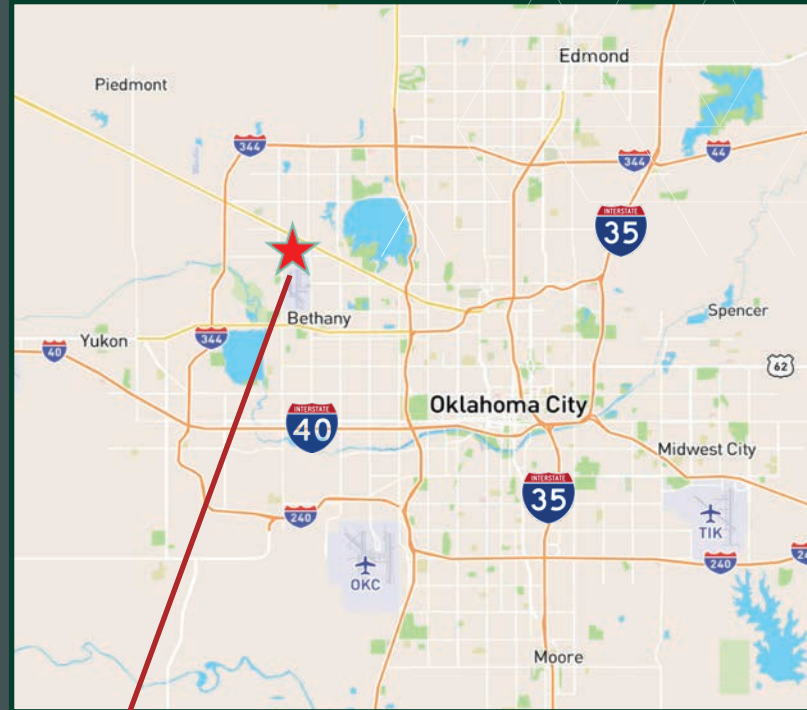 Edmond
Piedmont
344
344
44
INTERSTATE
35
Spencer
Bethany
344
Yukon
40
62
Oklahoma City
INTERSTATE
40
Midwest City
INTERSTATE
35
240
TIK
OKC
240
Moore